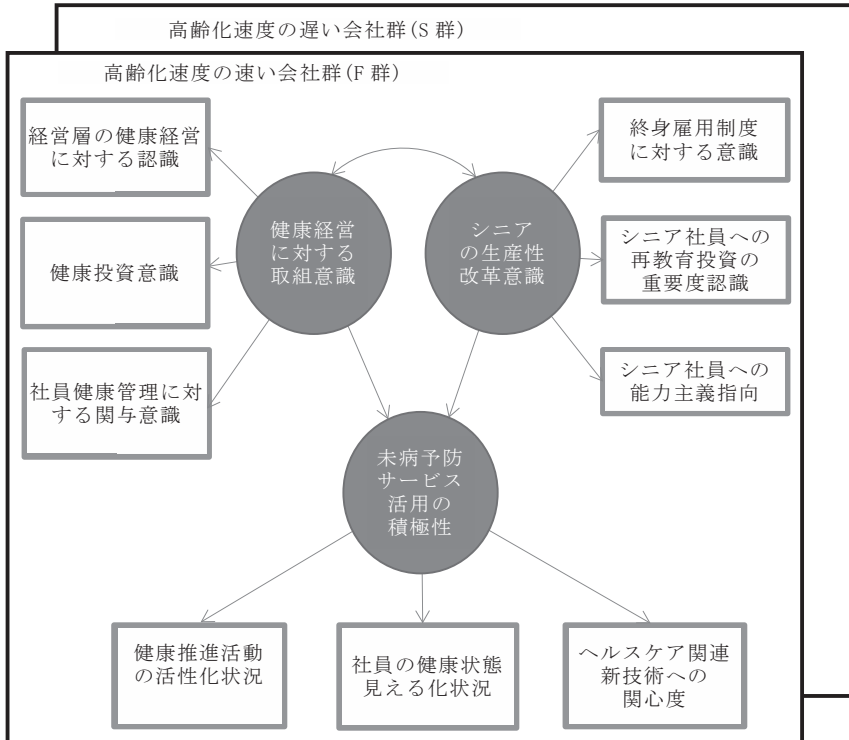 高齢化速度の遅い会社群(S群)
高齢化速度の速い会社群(F群)
経営層の健康経営
に対する認識
健康投資意識
社員健康管理に対
する関与意識
健康経営
に対する
取組意識
シニア
の生産性
改革意識
終身雇用制度
に対する意識
シニア社員への
再教育投資の
重要度認識
シニア社員への
能力主義指向
未病予防
サービス
活用の
積極性
健康推進活動
の活性化状況
社員の健康状態
見える化状況
ヘルスケア関連
新技術への
関心度